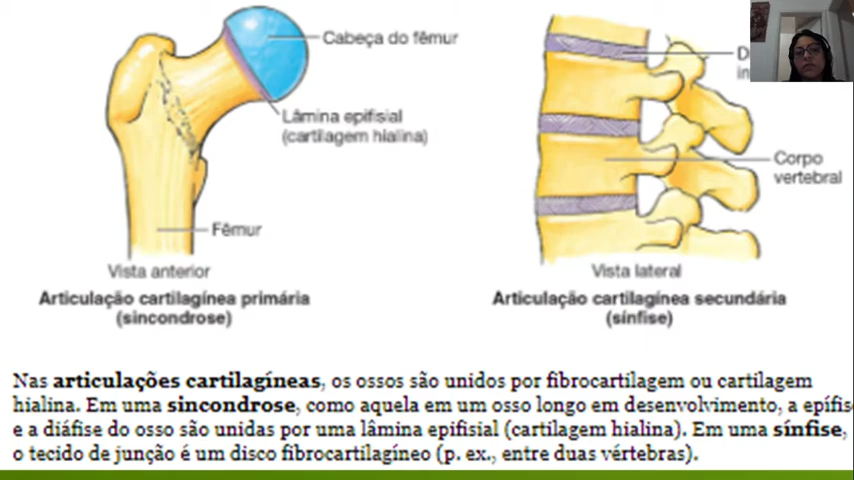 Cabeça do fêmur
Lâmina epifisial
(cartilagem hialina)
Fêmur
Vista anterior
Articulação cartilagínea primária
(sincondrose)
Corpo
vertebral
Vista lateral
Articulação cartilagínea secundária
(sínfise)
Nas articulações cartilagíneas, os ossos são unidos por fibrocartilagem ou cartilagem
hialina. Em uma sincondrose, como aquela em um osso longo em desenvolvimento, a epífis
e a diáfise do osso são unidas por uma lâmina epifisial (cartilagem hialina). Em uma sínfise,
o tecido de junção é um disco fibrocartilagíneo (p. ex., entre duas vértebras).